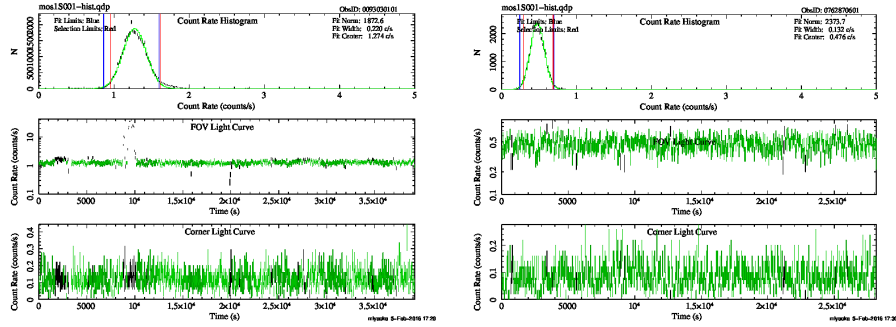 mos1S001−hist.qdp
ObsID: 0093030101
Count Rate Histogram
Fit Limits: Blue
Selection Limits: Red
Fit Norm: 1872.6
Fit Width: 0.220 c/s
Fit Center: 1.274 c/s
N
0 500 1000 1500 2000
0 1 2 3 4 5
Count Rate (counts/s)
FOV Light Curve
Count Rate (counts/s)
0.1 1 10
0 5000 10⁴ 1.5×10⁴ 2×10⁴ 2.5×10⁴ 3×10⁴ 3.5×10⁴
Time (s)
Corner Light Curve
Count Rate (counts/s)
0 0.1 0.2 0.3 0.4
0 5000 10⁴ 1.5×10⁴ 2×10⁴ 2.5×10⁴ 3×10⁴ 3.5×10⁴
Time (s)
mos1S001−hist.qdp
ObsID: 0762870601
Count Rate Histogram
Fit Limits: Blue
Selection Limits: Red
Fit Norm: 2373.7
Fit Width: 0.132 c/s
Fit Center: 0.476 c/s
N
0 1000 2000
0 1 2 3 4 5
Count Rate (counts/s)
FOV Light Curve
Count Rate (counts/s)
0.1 0.2 0.5
0 5000 10⁴ 1.5×10⁴ 2×10⁴ 2.5×10⁴
Time (s)
Corner Light Curve
Count Rate (counts/s)
0 0.1 0.2
0 5000 10⁴ 1.5×10⁴ 2×10⁴ 2.5×10⁴
Time (s)